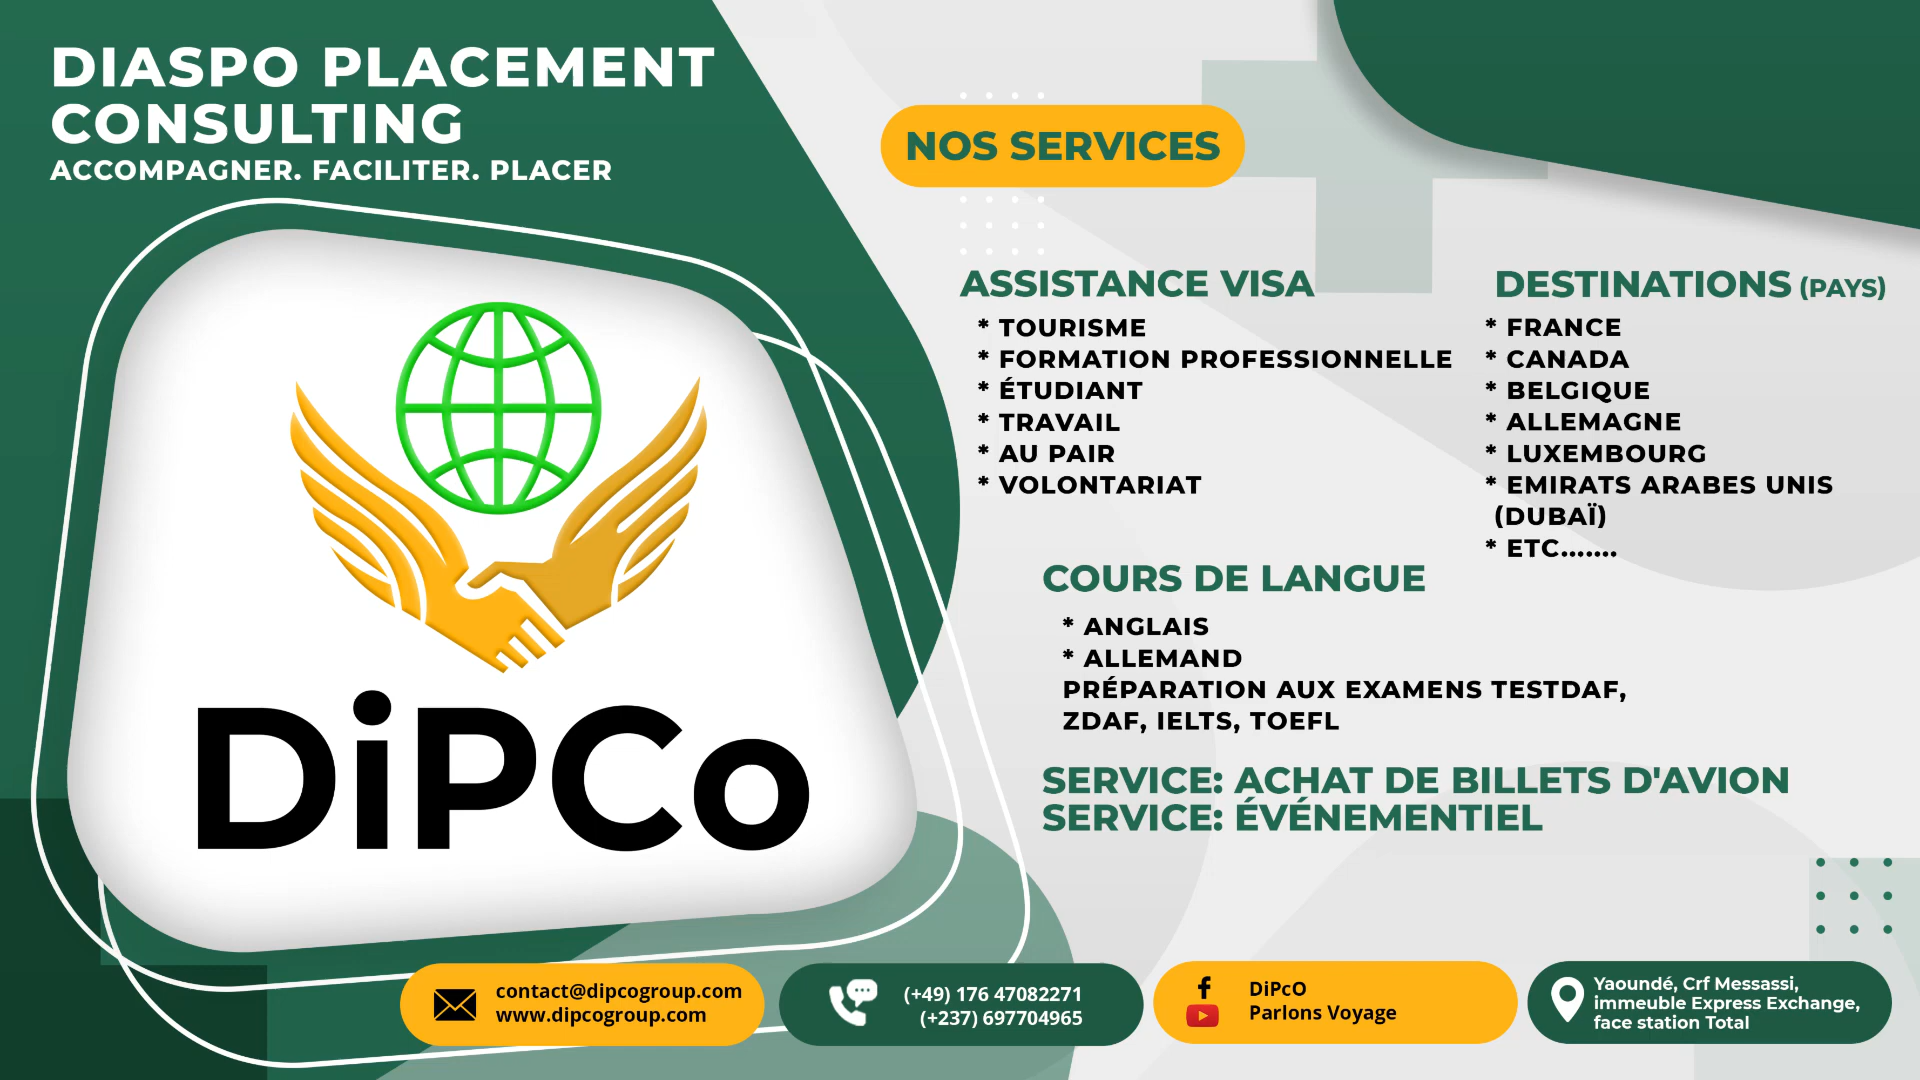 DIASPO PLACEMENT
CONSULTING
ACCOMPAGNER. FACILITER. PLACER
DiPCo
NOS SERVICES
ASSISTANCE VISA
* TOURISME
* FORMATION PROFESSIONNELLE
* ÉTUDIANT
* TRAVAIL
* AU PAIR
* VOLONTARIAT
DESTINATIONS (PAYS)
* FRANCE
* CANADA
* BELGIQUE
* ALLEMAGNE
* LUXEMBOURG
* EMIRATS ARABES UNIS
(DUBAÏ)
* ETC.......
COURS DE LANGUE
* ANGLAIS
* ALLEMAND
PRÉPARATION AUX EXAMENS TESTDAF,
ZDAF, IELTS, TOEFL
SERVICE: ACHAT DE BILLETS D'AVION
SERVICE: ÉVÉNEMENTIEL
contact@dipcogroup.com
www.dipcogroup.com
(+49) 176 47082271
(+237) 697704965
DiPcO
Parlons Voyage
Yaoundé, Crf Messassi,
immeuble Express Exchange,
face station Total